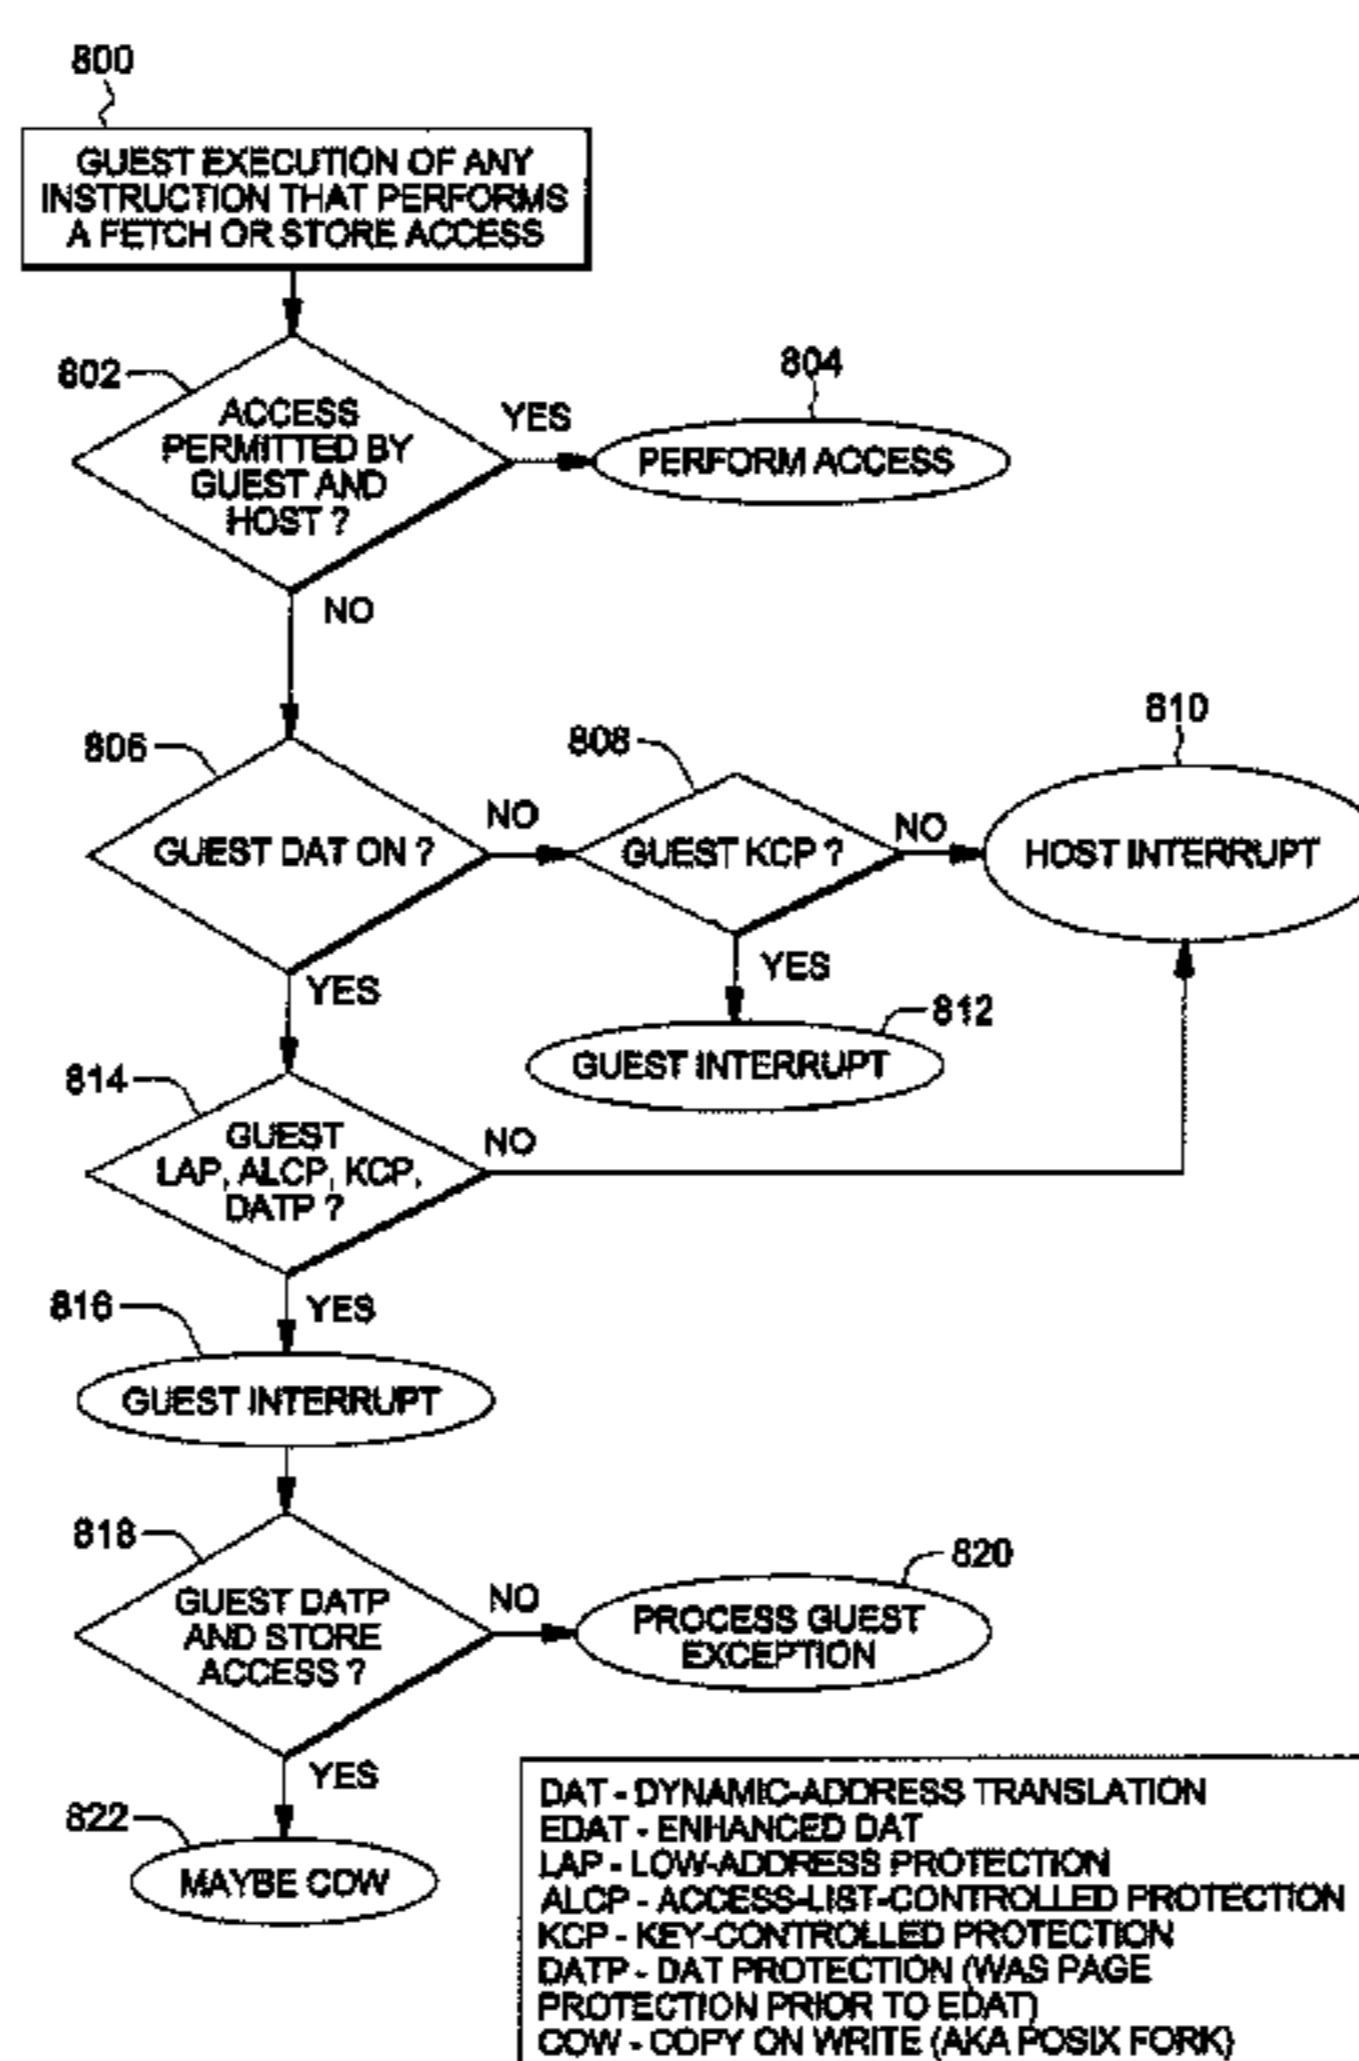 800
GUEST EXECUTION OF ANY
INSTRUCTION THAT PERFORMS
A FETCH OR STORE ACCESS
802
ACCESS
PERMITTED BY
GUEST AND
HOST ?
YES
804
PERFORM ACCESS
NO
806
GUEST DAT ON ?
NO
808
GUEST KCP ?
NO
810
HOST INTERRUPT
YES
812
GUEST INTERRUPT
YES
814
GUEST
LAP, ALCP, KCP,
DATP ?
NO
YES
816
GUEST INTERRUPT
818
GUEST DATP
AND STORE
ACCESS ?
NO
820
PROCESS GUEST
EXCEPTION
YES
822
MAYBE COW
DAT - DYNAMIC-ADDRESS TRANSLATION
EDAT - ENHANCED DAT
LAP - LOW-ADDRESS PROTECTION
ALCP - ACCESS-LIST-CONTROLLED PROTECTION
KCP - KEY-CONTROLLED PROTECTION
DATP - DAT PROTECTION (WAS PAGE
PROTECTION PRIOR TO EDAT)
COW - COPY ON WRITE (AKA POSIX FORK)